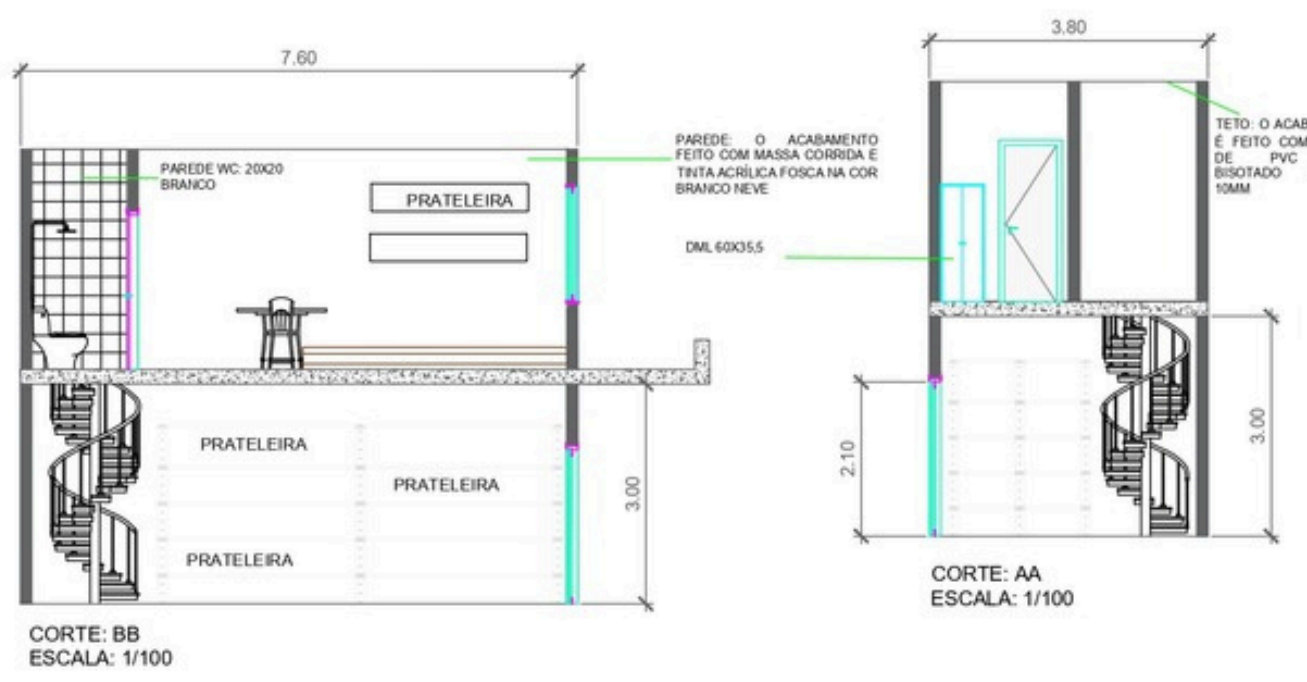 7.60
PAREDE WC: 20X20
BRANCO
PRATELEIRA
PAREDE: O ACABAMENTO
FEITO COM MASSA CORRIDA E
TINTA ACRÍLICA FOSCA NA COR
BRANCO NEVE
DML 60X35,5
PRATELEIRA
PRATELEIRA
PRATELEIRA
3.00
CORTE: BB
ESCALA: 1/100
3.80
TETO: O ACAB
É FEITO COM
DE PVC
BISOTADO
10MM
2.10
3.00
CORTE: AA
ESCALA: 1/100